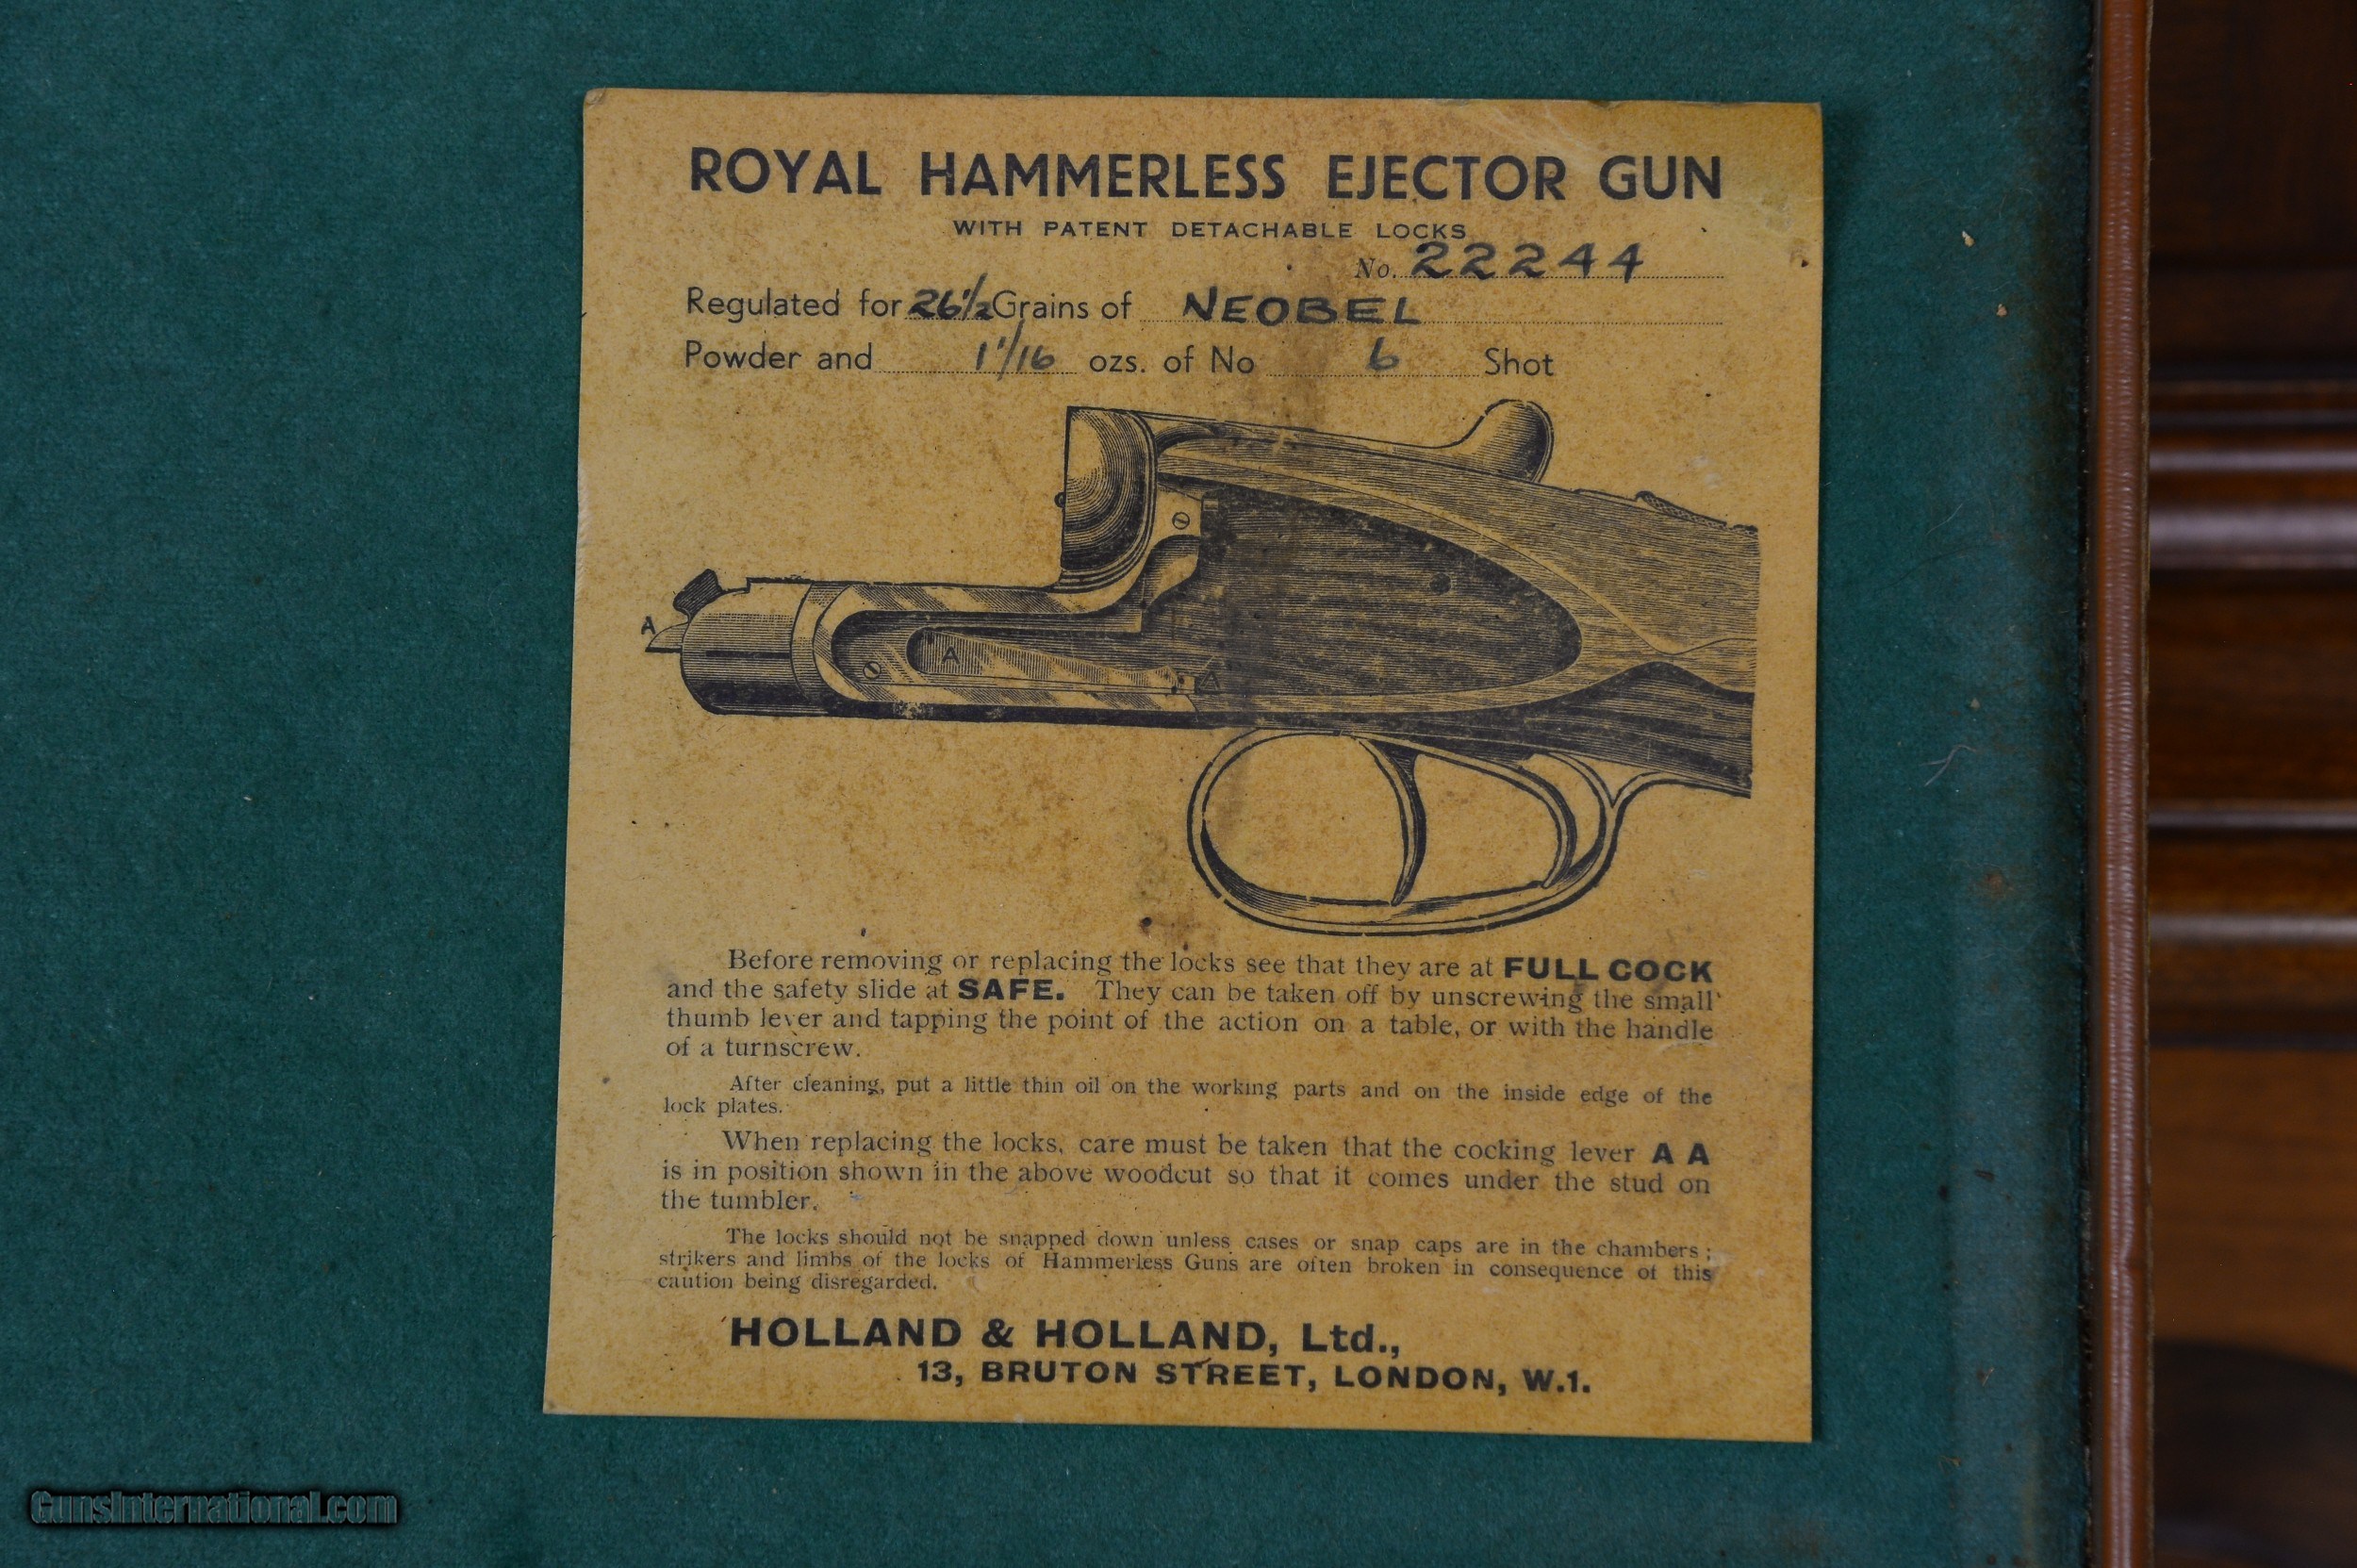 ROYAL HAMMERLESS EJECTOR GUN
WITH PATENT DETACHABLE LOCKS
No. 22244
Regulated for 26 1/2 Grains of NEOBEL
Powder and 1 1/16 ozs. of No 6 Shot
A
A
A
Before removing or replacing the locks see that they are at FULL COCK
and the safety slide at SAFE. They can be taken off by unscrewing the small
thumb lever and tapping the point of the action on a table, or with the handle
of a turnscrew.
After cleaning, put a little thin oil on the working parts and on the inside edge of the
lock plates.
When replacing the locks, care must be taken that the cocking lever A A
is in position shown in the above woodcut so that it comes under the stud on
the tumbler.
The locks should not be snapped down unless cases or snap caps are in the chambers;
strikers and limbs of the locks of Hammerless Guns are often broken in consequence of this
caution being disregarded.
HOLLAND & HOLLAND, Ltd.,
13, BRUTON STREET, LONDON, W.1.
GunsInternational.com